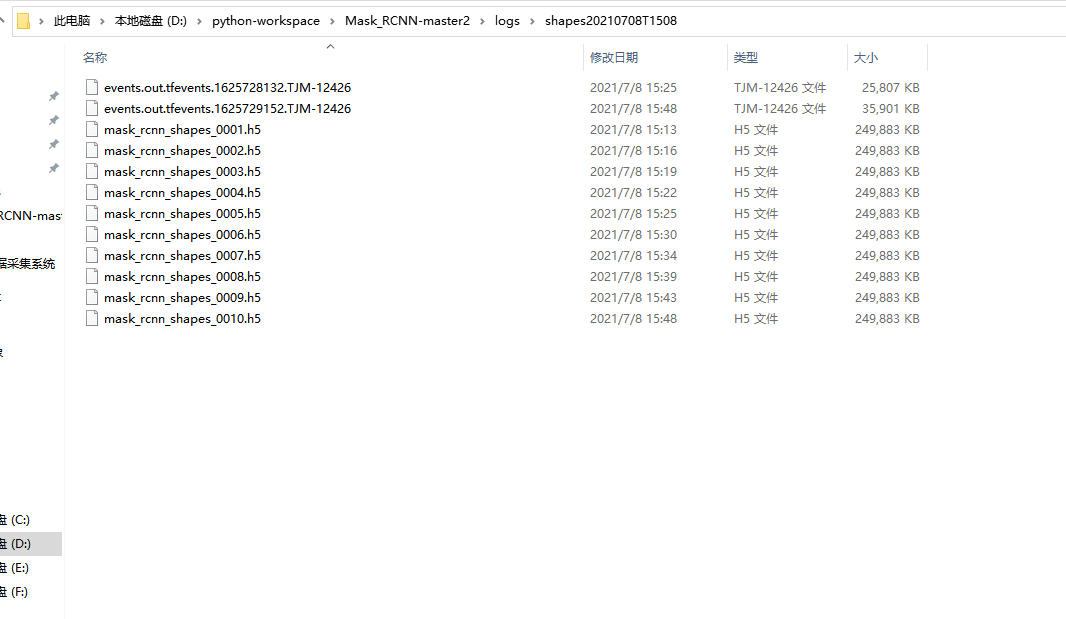 此电脑 › 本地磁盘 (D:) › python-workspace › Mask_RCNN-master2 › logs › shapes20210708T1508
名称 修改日期 类型 大小
events.out.tfevents.1625728132.TJM-12426 2021/7/8 15:25 TJM-12426 文件 25,807 KB
events.out.tfevents.1625729152.TJM-12426 2021/7/8 15:48 TJM-12426 文件 35,901 KB
mask_rcnn_shapes_0001.h5 2021/7/8 15:13 H5 文件 249,883 KB
mask_rcnn_shapes_0002.h5 2021/7/8 15:16 H5 文件 249,883 KB
mask_rcnn_shapes_0003.h5 2021/7/8 15:19 H5 文件 249,883 KB
mask_rcnn_shapes_0004.h5 2021/7/8 15:22 H5 文件 249,883 KB
mask_rcnn_shapes_0005.h5 2021/7/8 15:25 H5 文件 249,883 KB
mask_rcnn_shapes_0006.h5 2021/7/8 15:30 H5 文件 249,883 KB
mask_rcnn_shapes_0007.h5 2021/7/8 15:34 H5 文件 249,883 KB
mask_rcnn_shapes_0008.h5 2021/7/8 15:39 H5 文件 249,883 KB
mask_rcnn_shapes_0009.h5 2021/7/8 15:43 H5 文件 249,883 KB
mask_rcnn_shapes_0010.h5 2021/7/8 15:48 H5 文件 249,883 KB
RCNN-mas
据采集系统
盘 (C:)
盘 (D:)
盘 (E:)
盘 (F:)